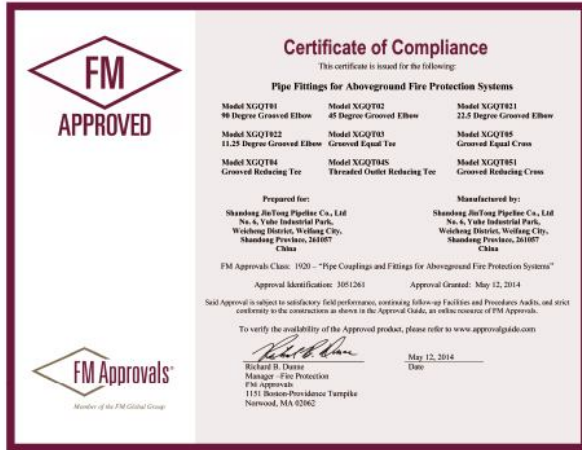 FM
APPROVED
Certificate of Compliance
This certificate is issued for the following:
Pipe Fittings for Aboveground Fire Protection Systems
Model XGQT01 Model XGQT02 Model XGQT021
90 Degree Grooved Elbow 45 Degree Grooved Elbow 22.5 Degree Grooved Elbow
Model XGQT022 Model XGQT03 Model XGQT05
11.25 Degree Grooved Elbow Grooved Equal Tee Grooved Equal Cross
Model XGQT04 Model XGQT04S Model XGQT051
Grooved Reducing Tee Threaded Outlet Reducing Tee Grooved Reducing Cross
Prepared for: Manufactured by:
Shandong JinTong Pipeline Co., Ltd Shandong JinTong Pipeline Co., Ltd
No. 6, Yuhe Industrial Park, No. 6, Yuhe Industrial Park,
Weicheng District, Weifang City, Weicheng District, Weifang City,
Shandong Province, 261057 Shandong Province, 261057
China China
FM Approvals Class: 1920 – “Pipe Couplings and Fittings for Aboveground Fire Protection Systems”
Approval Identification: 3051261 Approval Granted: May 12, 2014
Said Approval is subject to satisfactory field performance, continuing follow-up Facilities and Procedures Audits, and strict
conformity to the constructions as shown in the Approval Guide, an online resource of FM Approvals.
To verify the availability of the Approved product, please refer to www.approvalguide.com
Richard B. Dunne May 12, 2014
Richard B. Dunne Date
Manager –Fire Protection
FM Approvals
1151 Boston-Providence Turnpike
Norwood, MA 02062
FM Approvals®
Member of the FM Global Group